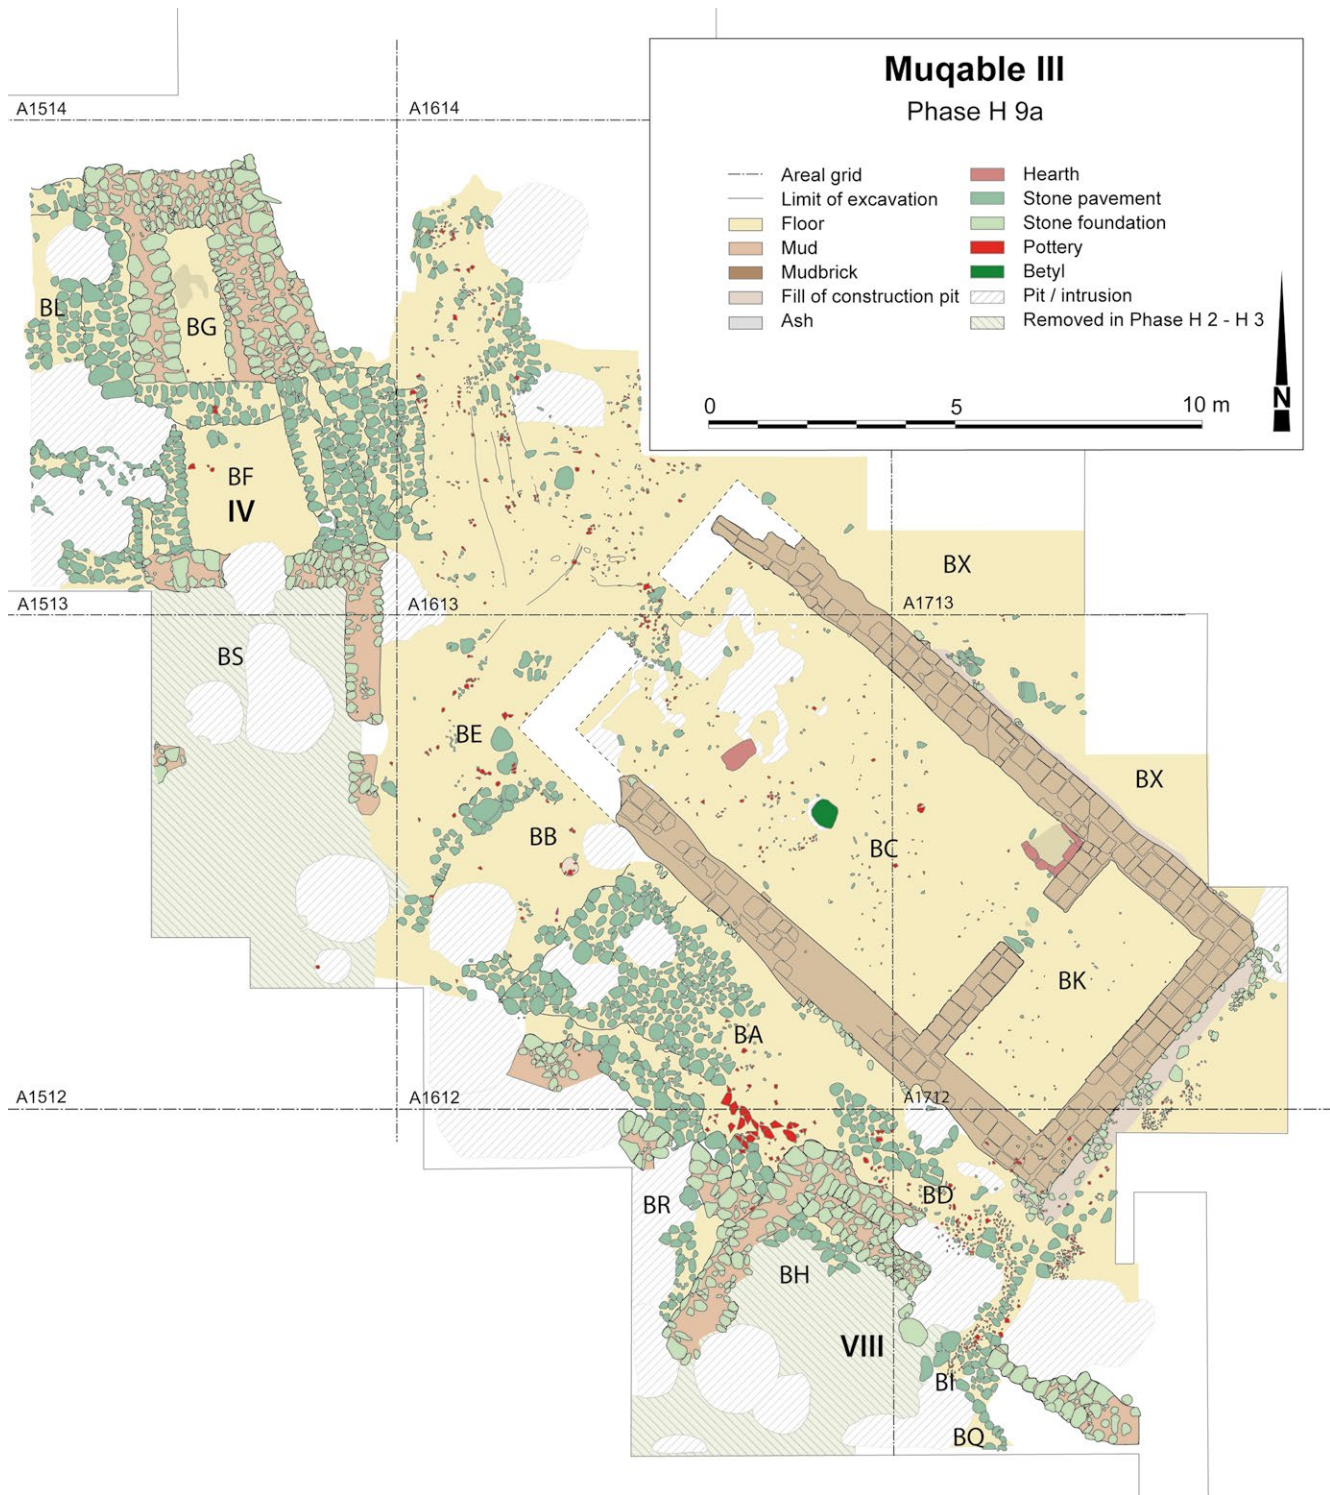 Muqable III
Phase H 9a
Areal grid
Limit of excavation
Floor
Mud
Mudbrick
Fill of construction pit
Ash
Hearth
Stone pavement
Stone foundation
Pottery
Betyl
Pit / intrusion
Removed in Phase H 2 - H 3
0 5 10 m
N
A1514 A1614
BL
BG
BF
IV
BX
A1513 A1613 A1713
BS
BE
BX
BB
BC
BK
BA
A1512 A1612 A1712
BR
BD
BH
VIII
BI
BQ